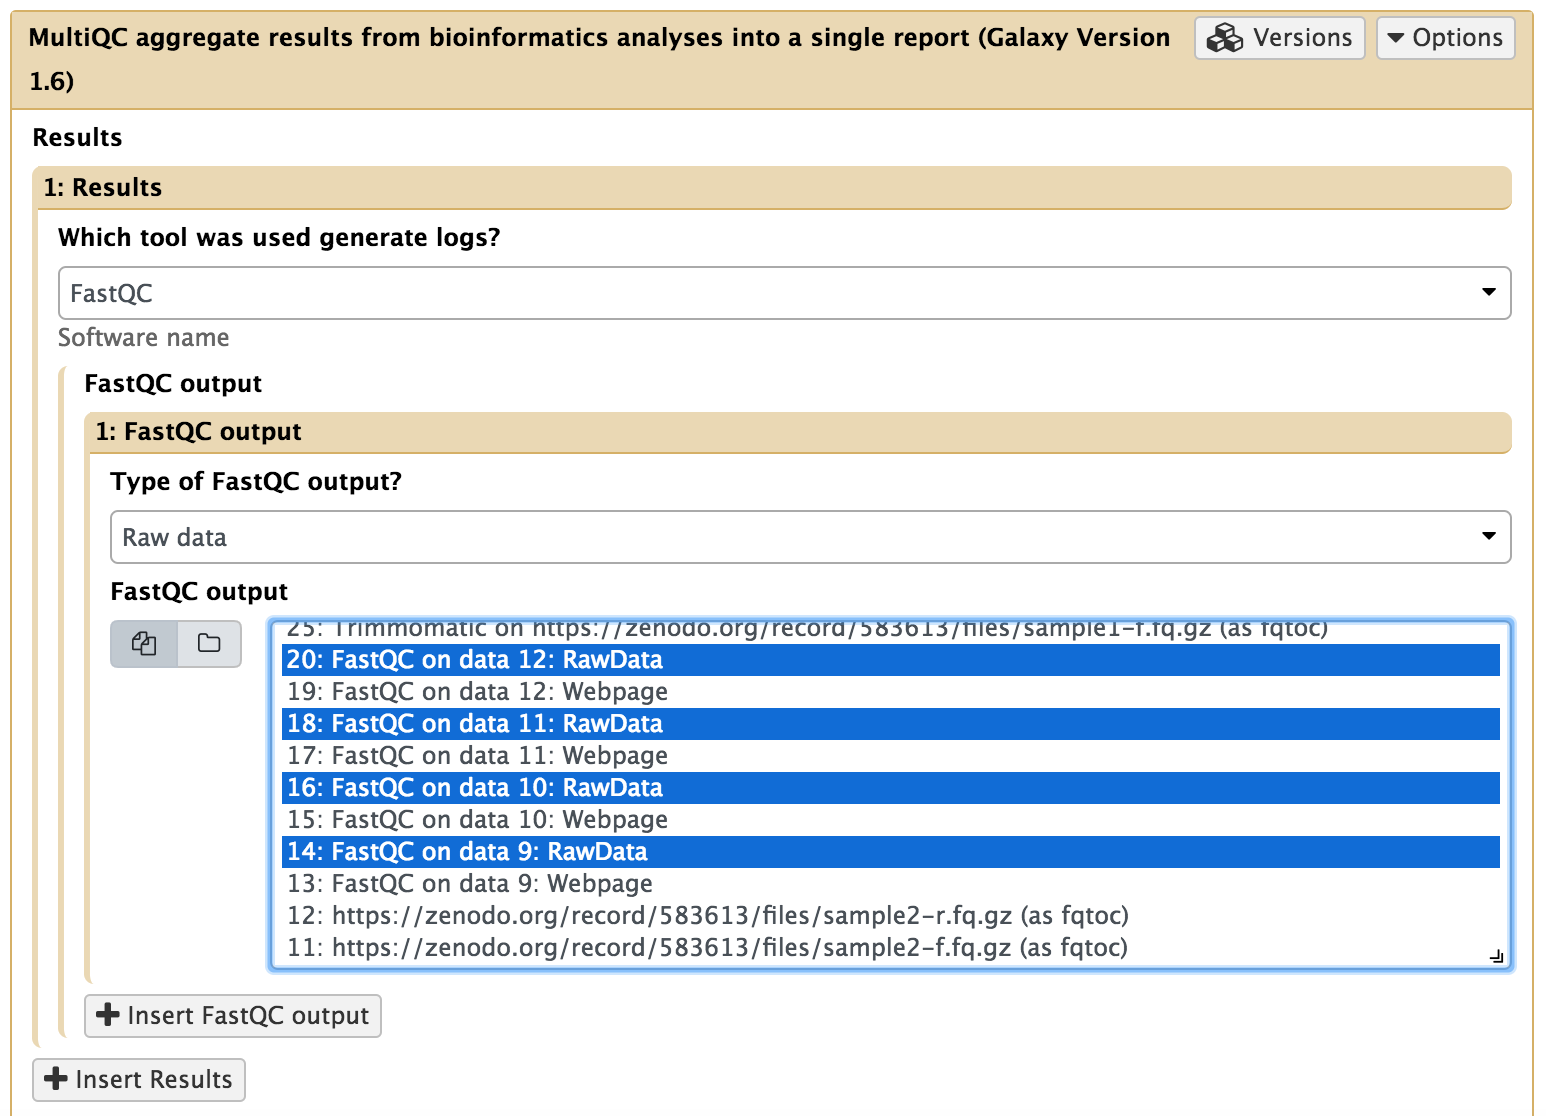 MultiQC aggregate results from bioinformatics analyses into a single report (Galaxy Version 1.6)
Versions
Options
Results
1: Results
Which tool was used generate logs?
FastQC
Software name
FastQC output
1: FastQC output
Type of FastQC output?
Raw data
FastQC output
25: Trimmomatic on https://zenodo.org/record/583613/files/sample1-f.fq.gz (as fqtoc)
20: FastQC on data 12: RawData
19: FastQC on data 12: Webpage
18: FastQC on data 11: RawData
17: FastQC on data 11: Webpage
16: FastQC on data 10: RawData
15: FastQC on data 10: Webpage
14: FastQC on data 9: RawData
13: FastQC on data 9: Webpage
12: https://zenodo.org/record/583613/files/sample2-r.fq.gz (as fqtoc)
11: https://zenodo.org/record/583613/files/sample2-f.fq.gz (as fqtoc)
Insert FastQC output
Insert Results